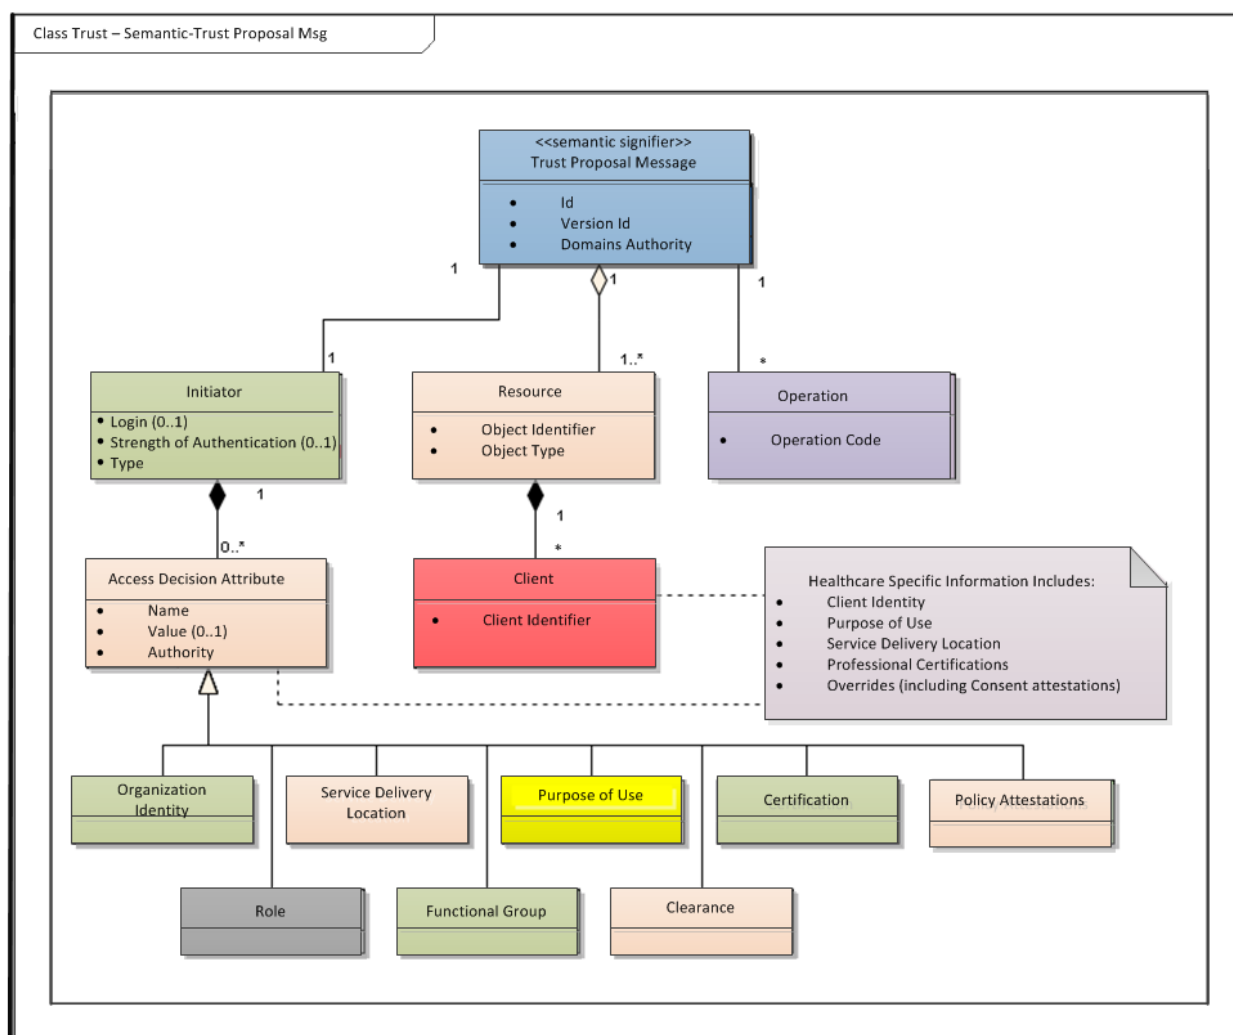 Class Trust – Semantic-Trust Proposal Msg
<<semantic signifier>>
Trust Proposal Message
• Id
• Version Id
• Domains Authority
1
1
1
1
1..*
*
Initiator
• Login (0..1)
• Strength of Authentication (0..1)
• Type
Resource
• Object Identifier
• Object Type
Operation
• Operation Code
1
0..*
1
*
Access Decision Attribute
• Name
• Value (0..1)
• Authority
Client
• Client Identifier
Healthcare Specific Information Includes:
• Client Identity
• Purpose of Use
• Service Delivery Location
• Professional Certifications
• Overrides (including Consent attestations)
Organization
Identity
Service Delivery
Location
Purpose of Use
Certification
Policy Attestations
Role
Functional Group
Clearance